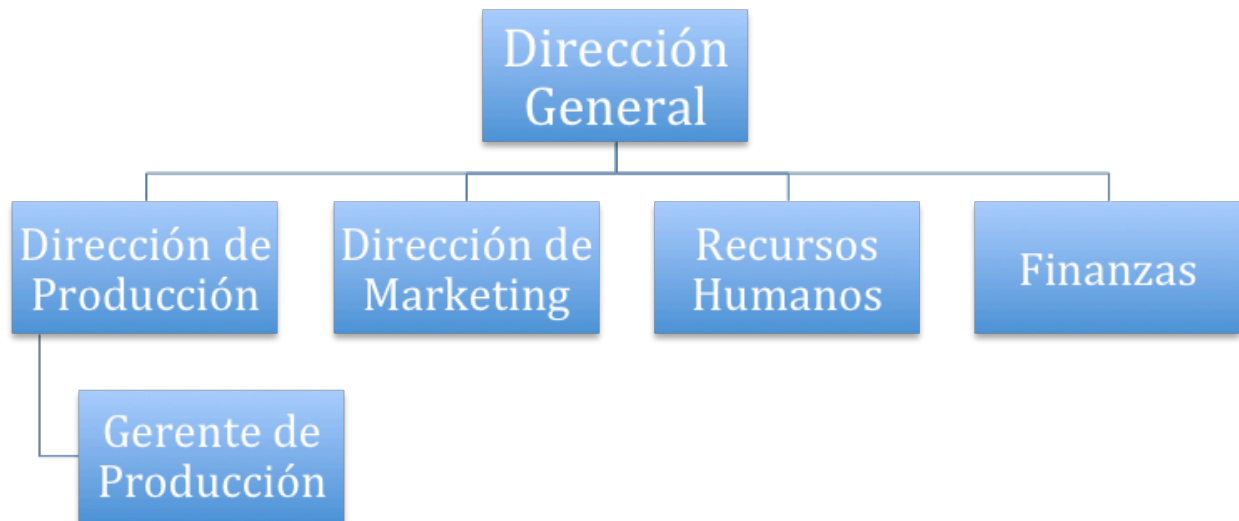 Dirección
General
Dirección de
Producción
Dirección de
Marketing
Recursos
Humanos
Finanzas
Gerente de
Producción